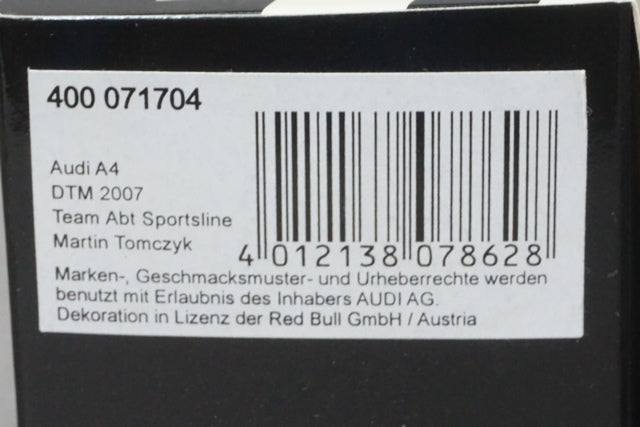 400 071704
Audi A4
DTM 2007
Team Abt Sportsline
Martin Tomczyk
4 012138 078628
Marken-, Geschmacksmuster- und Urheberrechte werden
benutzt mit Erlaubnis des Inhabers AUDI AG.
Dekoration in Lizenz der Red Bull GmbH / Austria